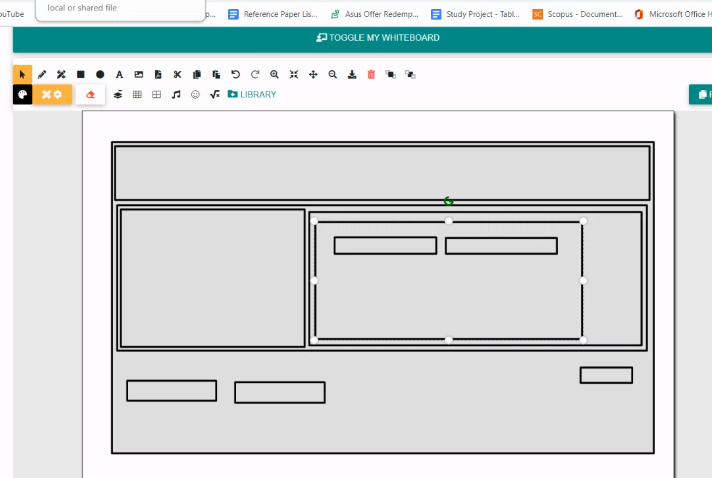 local or shared file
ouTube
p...
Reference Paper Lis...
Asus Offer Redemp...
Study Project - Tabl...
SC
Scopus - Document...
Microsoft Office H
TOGGLE MY WHITEBOARD
A
LIBRARY